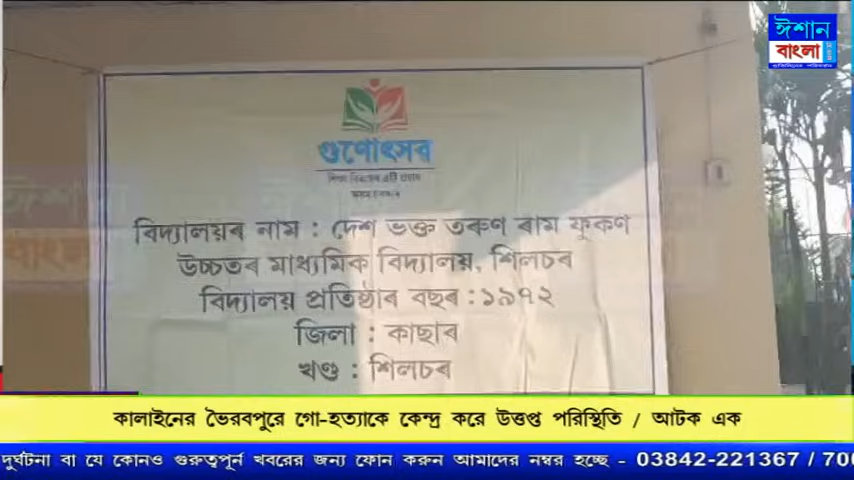 ঈশান
বাংলা
গুণোৎসৱ
বিদ্যালয়ৰ নাম : দেশ ভক্ত তৰুণ ৰাম ফুকণ
উচ্চতৰ মাধ্যমিক বিদ্যালয়, শিলচৰ
বিদ্যালয় প্ৰতিষ্ঠাৰ বছৰ : ১৯৭২
জিলা : কাছাৰ
খণ্ড : শিলচৰ
কালাইনের ভৈরবপুরে গো-হত্যাকে কেন্দ্র করে উত্তপ্ত পরিস্থিতি / আটক এক
দুর্ঘটনা বা যে কোনও গুরুত্বপূর্ন খবরের জন্য ফোন করুন আমাদের নম্বর হচ্ছে - 03842-221367 / 700